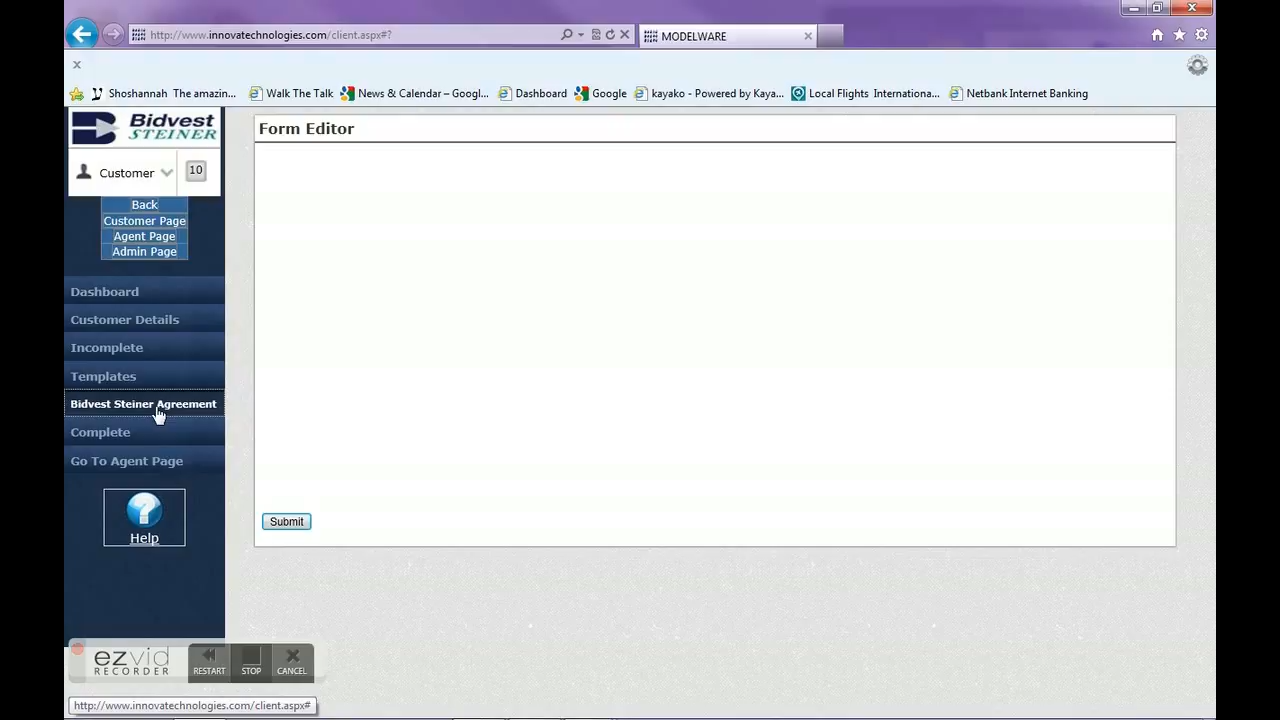 http://www.innovatechnologies.com/client.aspx#?
MODELWARE
Shoshannah The amazin...
Walk The Talk
News & Calendar – Googl...
Dashboard
Google
kayako - Powered by Kaya...
Local Flights Internationa...
Netbank Internet Banking
Bidvest
STEINER
Customer
10
Back
Customer Page
Agent Page
Admin Page
Dashboard
Customer Details
Incomplete
Templates
Bidvest Steiner Agreement
Complete
Go To Agent Page
Help
Form Editor
Submit
ezvid
RECORDER
RESTART
STOP
CANCEL
http://www.innovatechnologies.com/client.aspx#